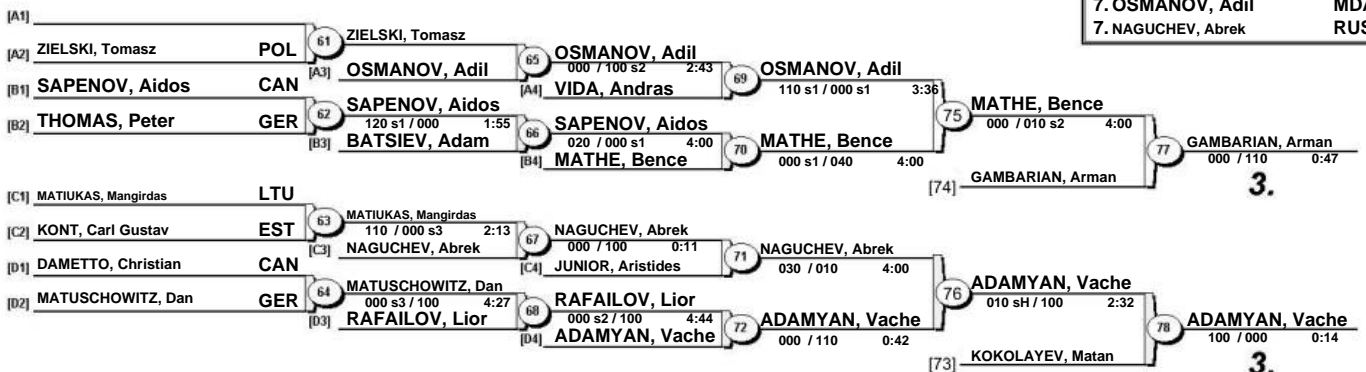 7. OSMANOV, Adil MDA
7. NAGUCHEV, Abrek RUS
[A1]
[A2] ZIELSKI, Tomasz POL
61 ZIELSKI, Tomasz
[A3] OSMANOV, Adil
65 OSMANOV, Adil
000 / 100 s2 2:43
[A4] VIDA, Andras
69 OSMANOV, Adil
110 s1 / 000 s1 3:36
[B1] SAPENOV, Aidos CAN
[B2] THOMAS, Peter GER
62 SAPENOV, Aidos
120 s1 / 000 1:55
[B3] BATSIEV, Adam
66 SAPENOV, Aidos
020 / 000 s1 4:00
[B4] MATHE, Bence
70 MATHE, Bence
000 s1 / 040 4:00
75 MATHE, Bence
000 / 010 s2 4:00
[74] GAMBARIAN, Arman
77 GAMBARIAN, Arman
000 / 110 0:47
3.
[C1] MATIUKAS, Mangirdas LTU
[C2] KONT, Carl Gustav EST
63 MATIUKAS, Mangirdas
110 / 000 s3 2:13
[C3] NAGUCHEV, Abrek
67 NAGUCHEV, Abrek
000 / 100 0:11
[C4] JUNIOR, Aristides
71 NAGUCHEV, Abrek
030 / 010 4:00
[D1] DAMETTO, Christian CAN
[D2] MATUSCHOWITZ, Dan GER
64 MATUSCHOWITZ, Dan
000 s3 / 100 4:27
[D3] RAFAILOV, Lior
68 RAFAILOV, Lior
000 s2 / 100 4:44
[D4] ADAMYAN, Vache
72 ADAMYAN, Vache
000 / 110 0:42
76 ADAMYAN, Vache
010 sH / 100 2:32
[73] KOKOLAYEV, Matan
78 ADAMYAN, Vache
100 / 000 0:14
3.